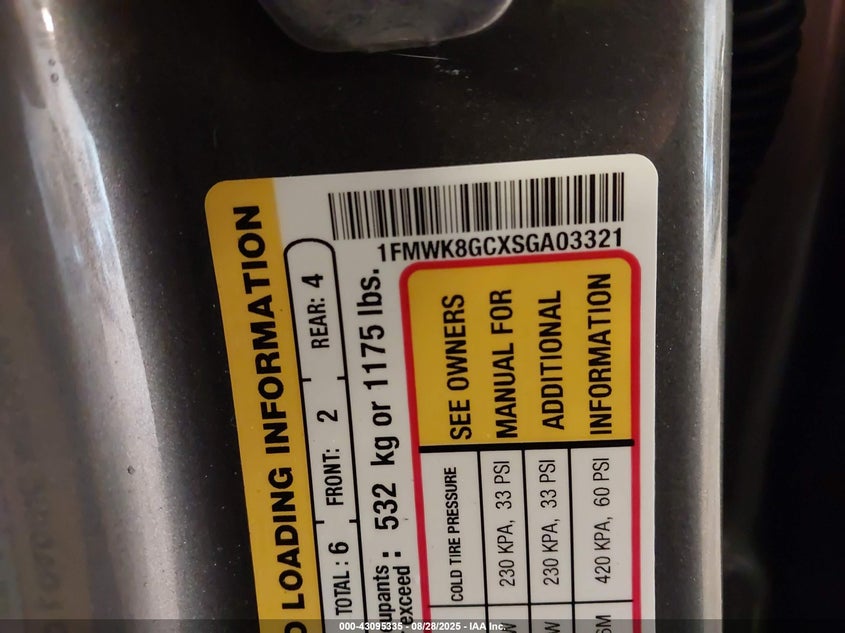 1FMWK8GCXSGA03321
LOADING INFORMATION
TOTAL: 6 FRONT: 2 REAR: 4
532 kg or 1175 lbs.
exceed :
COLD TIRE PRESSURE
230 KPA, 33 PSI
230 KPA, 33 PSI
420 KPA, 60 PSI
SEE OWNERS
MANUAL FOR
ADDITIONAL
INFORMATION
000-43095335 - 08/28/2025 - IAA Inc.